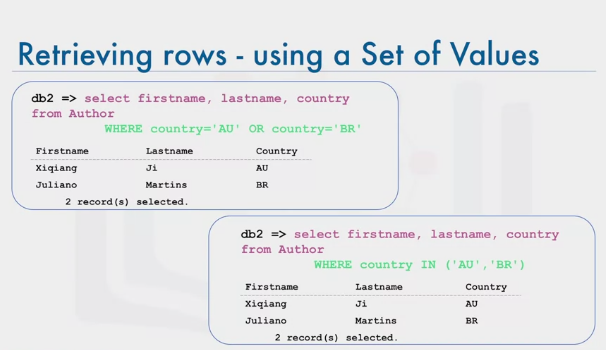 Retrieving rows - using a Set of Values
db2 => select firstname, lastname, country
from Author
WHERE country='AU' OR country='BR'
Firstname Lastname Country
Xiqiang Ji AU
Juliano Martins BR
2 record(s) selected.
db2 => select firstname, lastname, country
from Author
WHERE country IN ('AU','BR')
Firstname Lastname Country
Xiqiang Ji AU
Juliano Martins BR
2 record(s) selected.